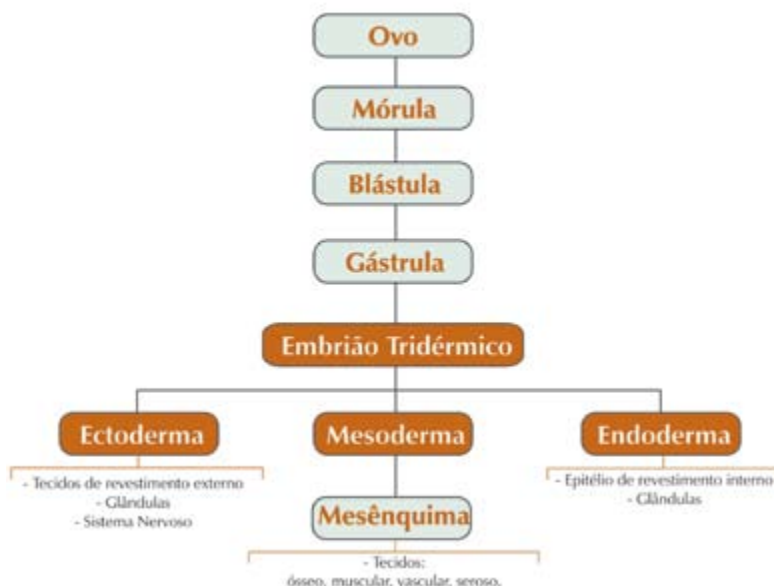 Ovo
Mórula
Blástula
Gástrula
Embrião Tridérmico
Ectoderma
Mesoderma
Endoderma
- Tecidos de revestimento externo
- Glândulas
- Sistema Nervoso
- Epitélio de revestimento interno
- Glândulas
Mesênquima
- Tecidos:
ósseo, muscular, vascular, seroso,